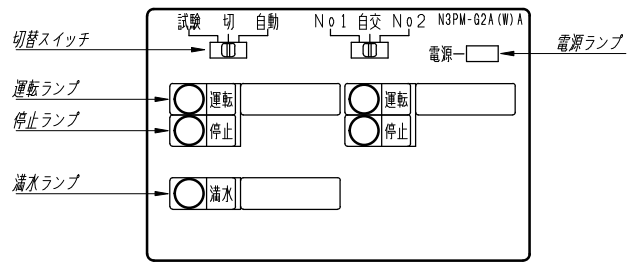 試験 切 自動 No1 自交 No2 N3PM-G2A(W)A
切替スイッチ
電源
電源ランプ
運転ランプ
運転 運転
停止ランプ
停止 停止
満水ランプ
満水